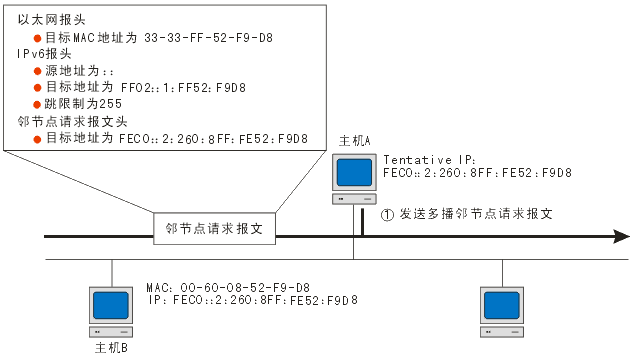 以太网报头
目标MAC地址为 33-33-FF-52-F9-D8
IPv6报头
源地址为::
目标地址为 FF02::1:FF52:F9D8
跳限制为255
邻节点请求报文头
目标地址为 FEC0::2:260:8FF:FE52:F9D8
主机A
Tentative IP:
FEC0::2:260:8FF:FE52:F9D8
① 发送多播邻节点请求报文
邻节点请求报文
MAC: 00-60-08-52-F9-D8
IP: FEC0::2:260:8FF:FE52:F9D8
主机B